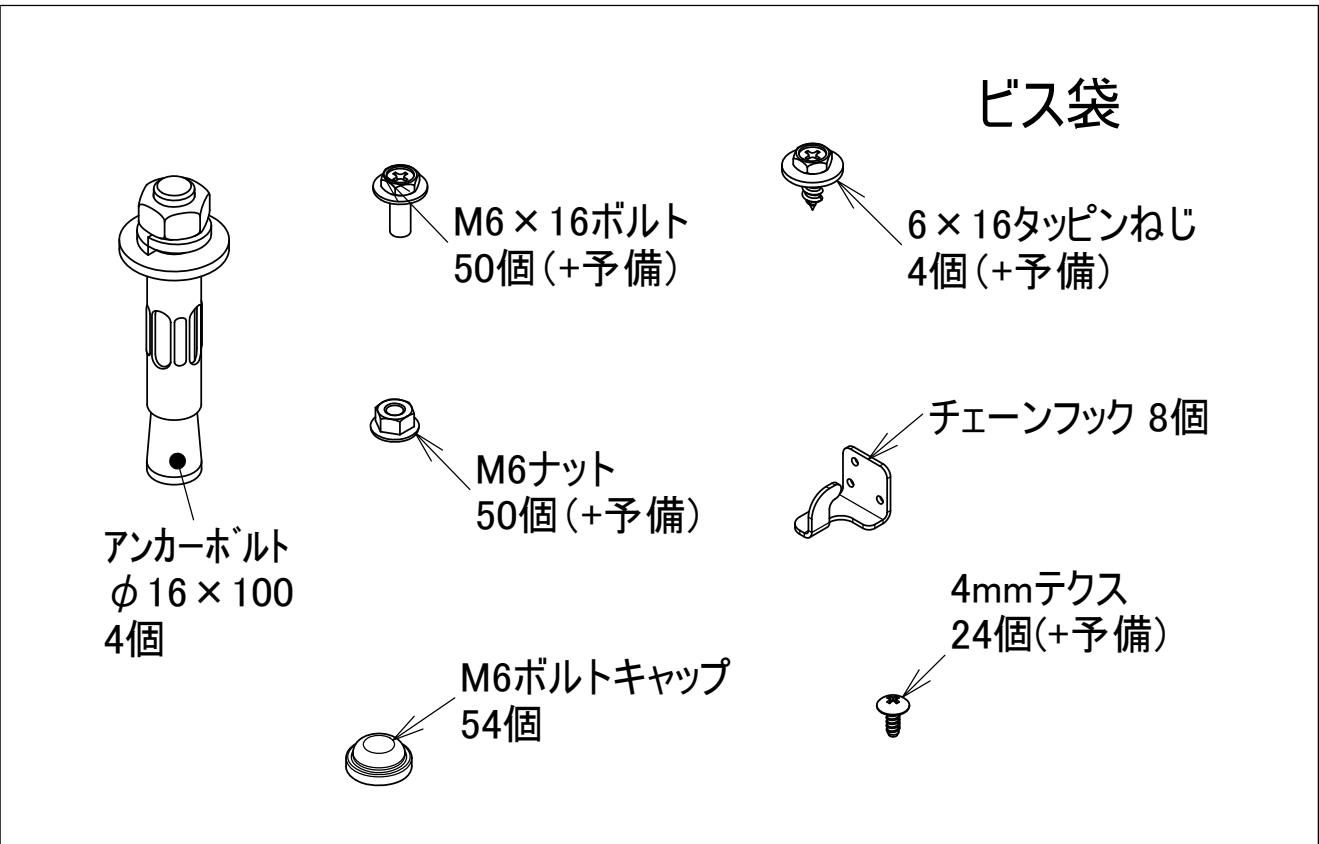 ビス袋
アンカーボルト
φ16×100
4個
M6×16ボルト
50個(+予備)
6×16タッピンねじ
4個(+予備)
M6ナット
50個(+予備)
チェーンフック 8個
M6ボルトキャップ
54個
4mmテクス
24個(+予備)